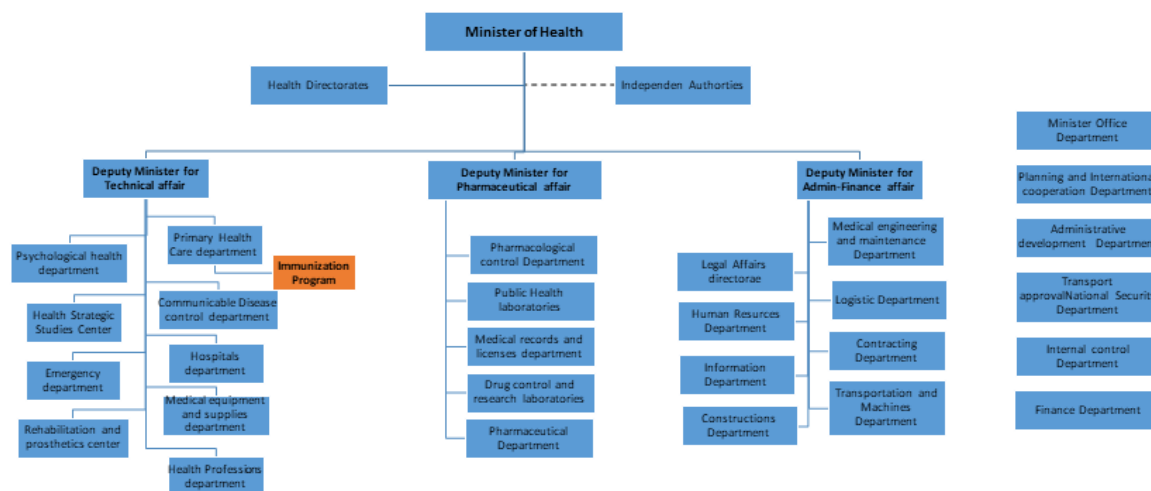 Minister of Health
Health Directorates
Independen Authorties
Deputy Minister for
Technical affair
Deputy Minister for
Pharmaceutical affair
Deputy Minister for
Admin-Finance affair
Psychological health
department
Primary Health
Care department
Immunization
Program
Health Strategic
Studies Center
Communicable Disease
control department
Emergency
department
Hospitals
department
Rehabilitation and
prosthetics center
Medical equipment
and supplies
department
Health Professions
department
Pharmacological
control Department
Public Health
laboratories
Medical records and
licenses department
Drug control and
research laboratories
Pharmaceutical
Department
Legal Affairs
directorae
Human Resurces
Department
Information
Department
Constructions
Department
Medical engineering
and maintenance
Department
Logistic Department
Contracting
Department
Transportation and
Machines
Department
Minister Office
Department
Planning and Internationa
cooperation Department
Administrative
development Department
Transport
approvalNational Security
Department
Internal control
Department
Finance Department